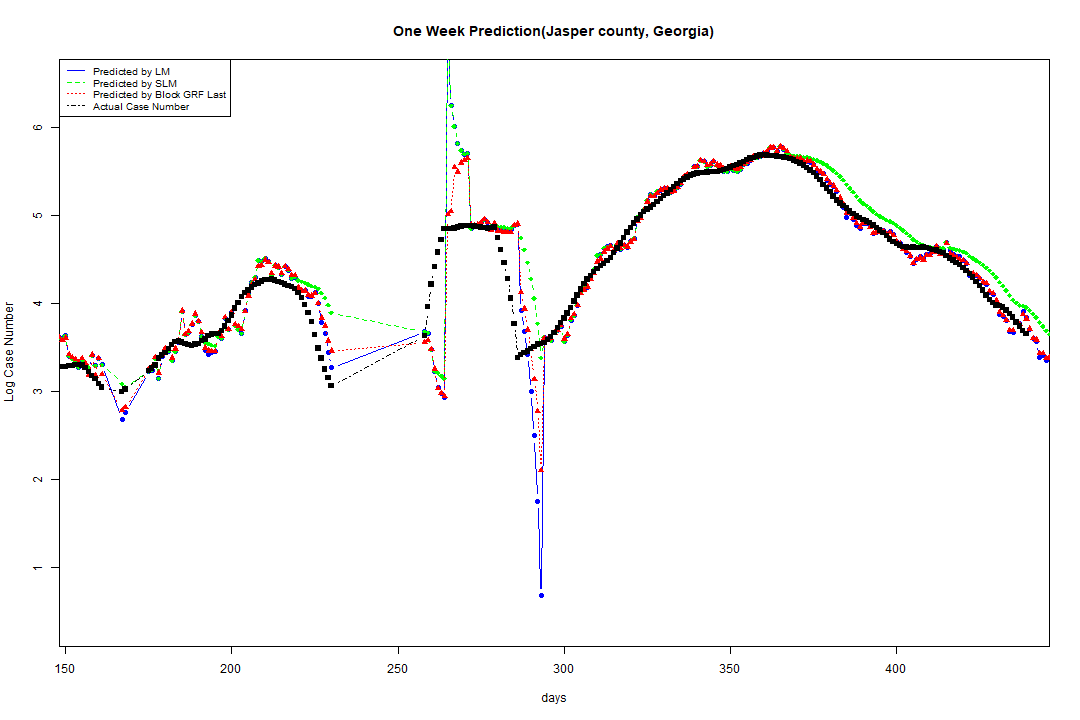 One Week Prediction(Jasper county, Georgia)
Predicted by LM
Predicted by SLM
Predicted by Block GRF Last
Actual Case Number
Log Case Number
6
5
4
3
2
1
150 200 250 300 350 400
days